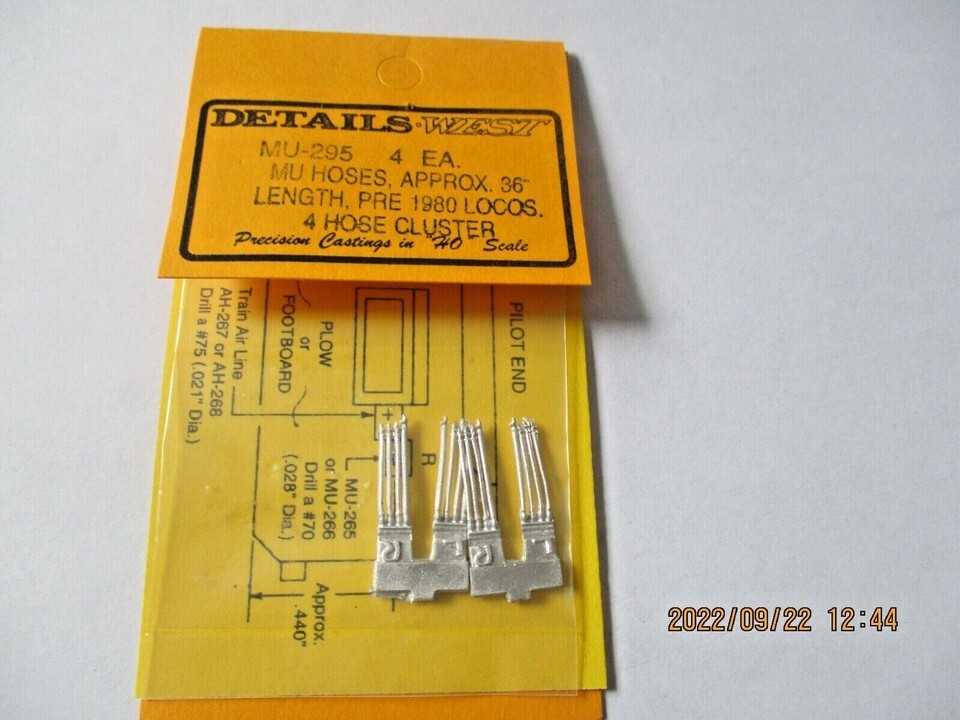 DETAILS WEST
MU-295 4 EA.
MU HOSES, APPROX. 36"
LENGTH, PRE 1980 LOCOS.
4 HOSE CLUSTER
Precision Castings in "HO" Scale
PILOT END
PLOW
or
FOOTBOARD
Train Air Line
AH-267 or AH-268
Drill a #75 (.021" Dia.)
+
R
MU-265
or MU-266
Drill a #70
(.028" Dia.)
R
L
R
L
Approx.
.440"
2022/09/22 12:44